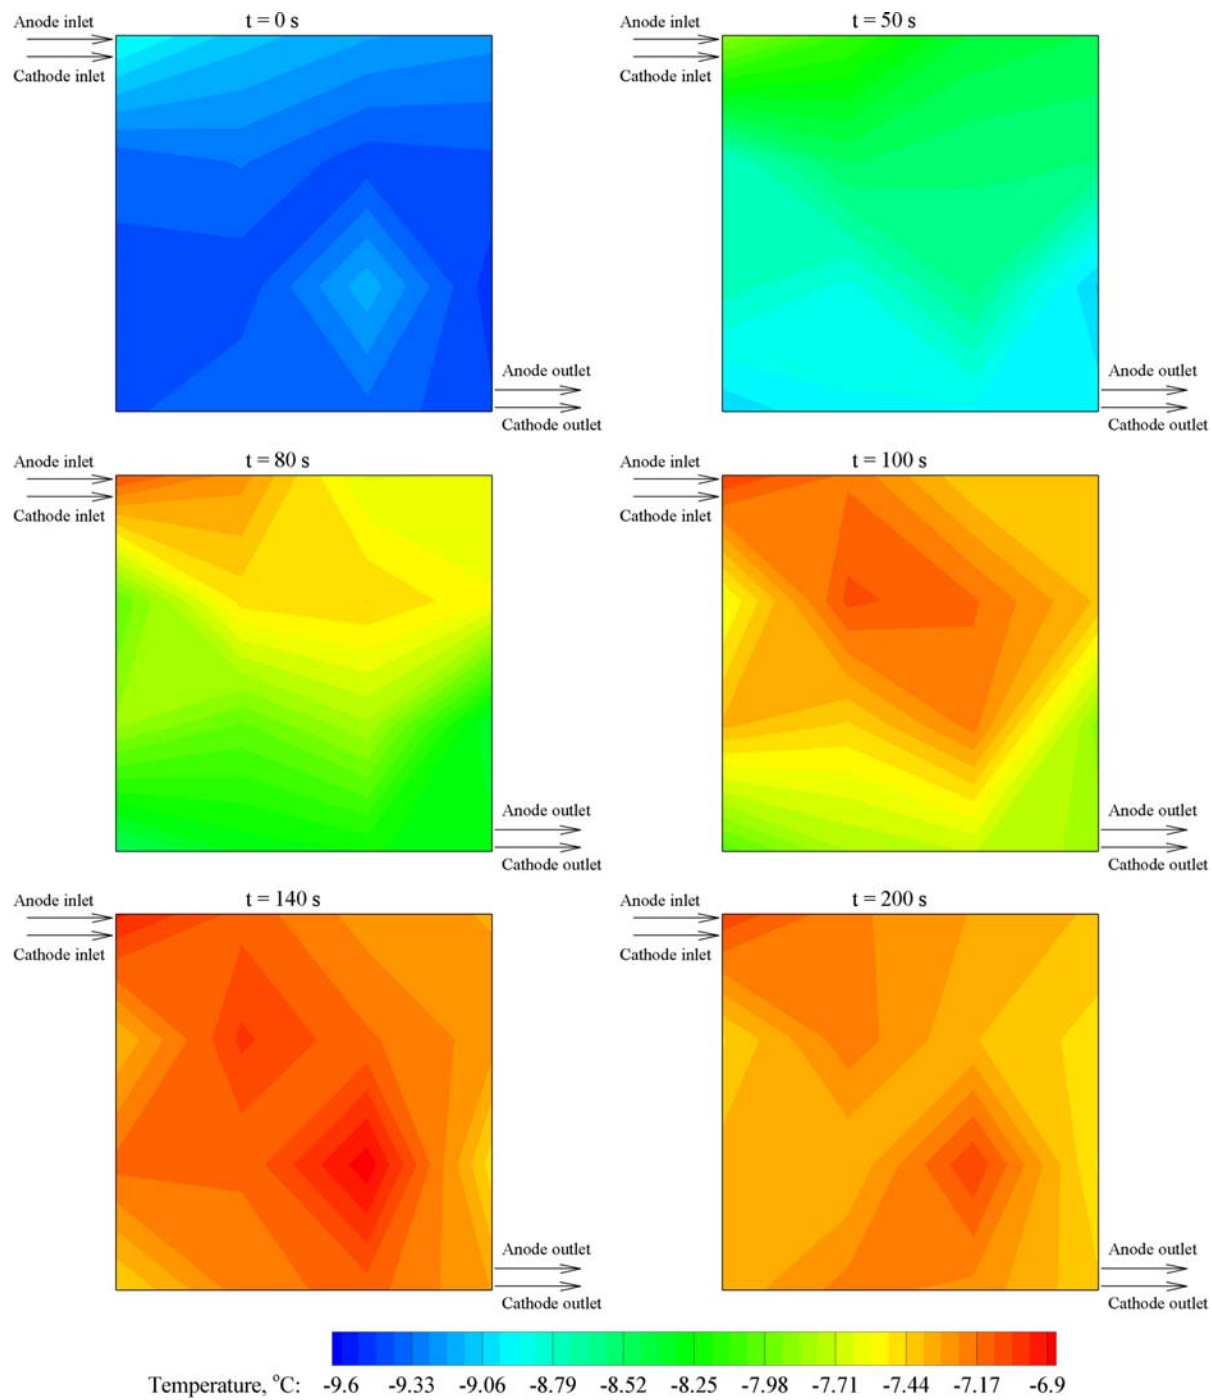 t = 0 s
Anode inlet
Cathode inlet
Anode outlet
Cathode outlet
t = 50 s
Anode inlet
Cathode inlet
Anode outlet
Cathode outlet
t = 80 s
Anode inlet
Cathode inlet
Anode outlet
Cathode outlet
t = 100 s
Anode inlet
Cathode inlet
Anode outlet
Cathode outlet
t = 140 s
Anode inlet
Cathode inlet
Anode outlet
Cathode outlet
t = 200 s
Anode inlet
Cathode inlet
Anode outlet
Cathode outlet
Temperature, °C: -9.6 -9.33 -9.06 -8.79 -8.52 -8.25 -7.98 -7.71 -7.44 -7.17 -6.9